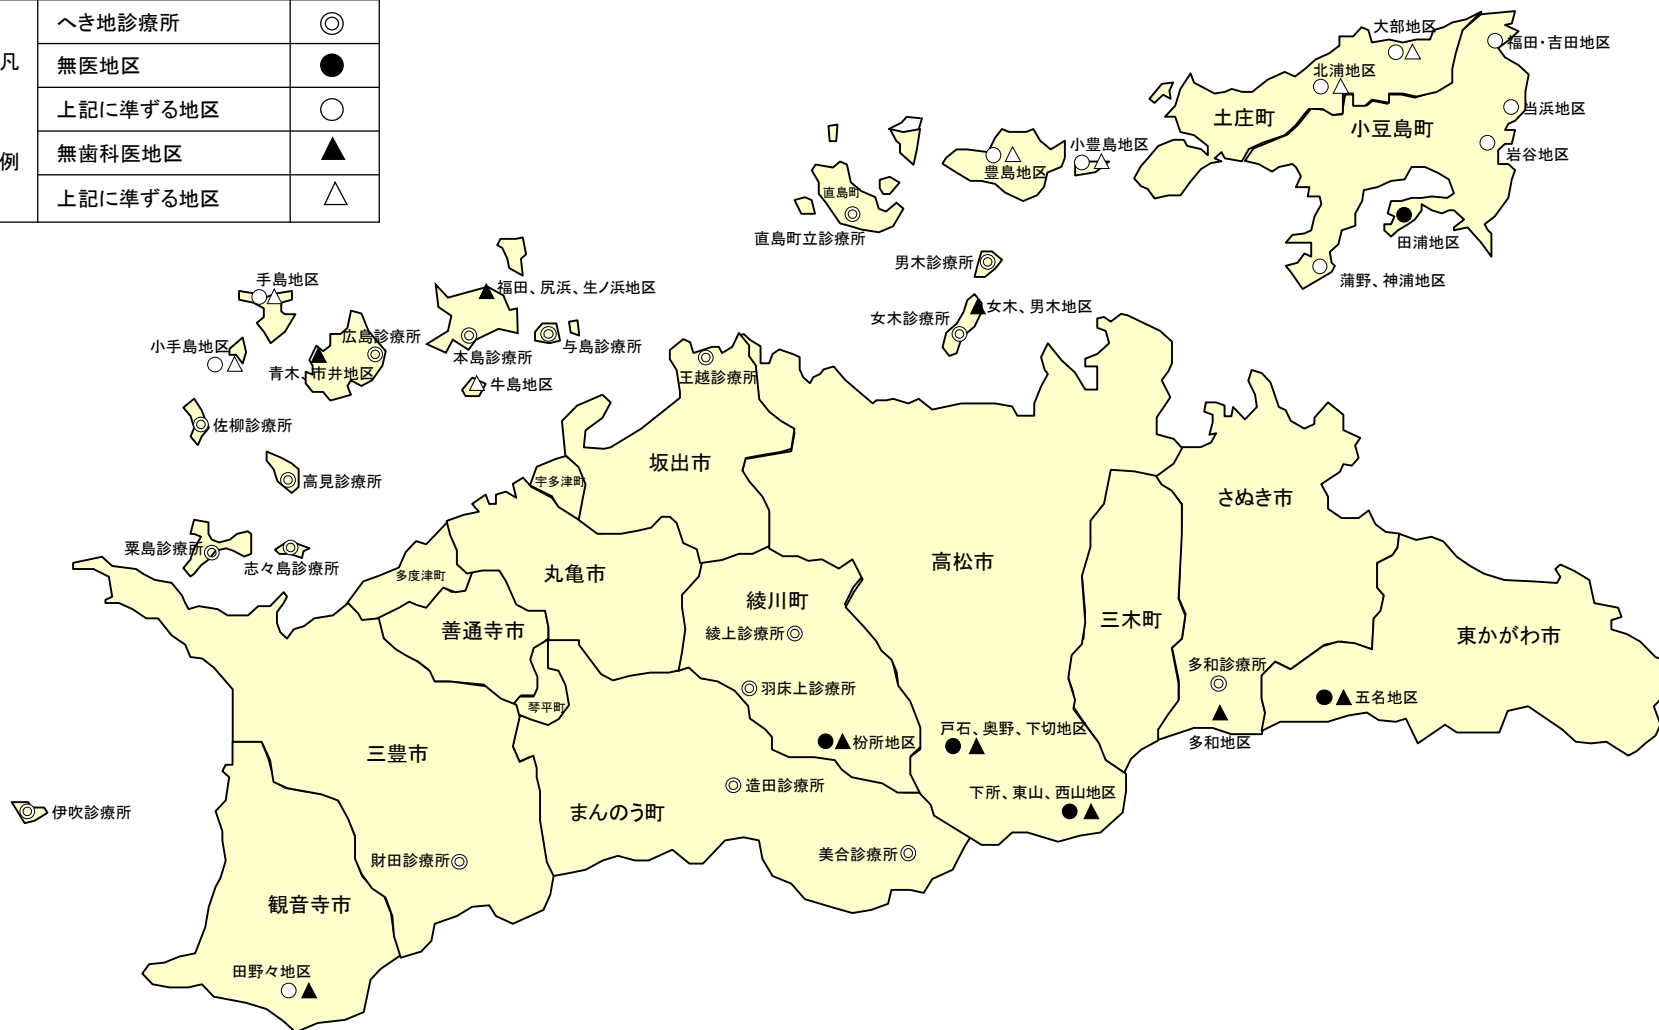 凡
例
へき地診療所 ◎
無医地区 ●
上記に準ずる地区 ○
無歯科医地区 ▲
上記に準ずる地区 △
大部地区
福田・吉田地区
北浦地区
当浜地区
土庄町
小豆島町
岩谷地区
小豊島地区
豊島地区
直島町
直島町立診療所
田浦地区
蒲野、神浦地区
男木診療所
女木、男木地区
女木診療所
手島地区
福田、尻浜、生ノ浜地区
小手島地区
広島診療所
青木、市井地区
本島診療所
与島診療所
牛島地区
王越診療所
佐柳診療所
高見診療所
坂出市
宇多津町
さぬき市
粟島診療所
志々島診療所
多度津町
丸亀市
高松市
綾川町
三木町
善通寺市
綾上診療所
東かがわ市
多和診療所
羽床上診療所
五名地区
琴平町
戸石、奥野、下切地区
枌所地区
多和地区
三豊市
造田診療所
下所、東山、西山地区
伊吹診療所
まんのう町
財田診療所
美合診療所
観音寺市
田野々地区